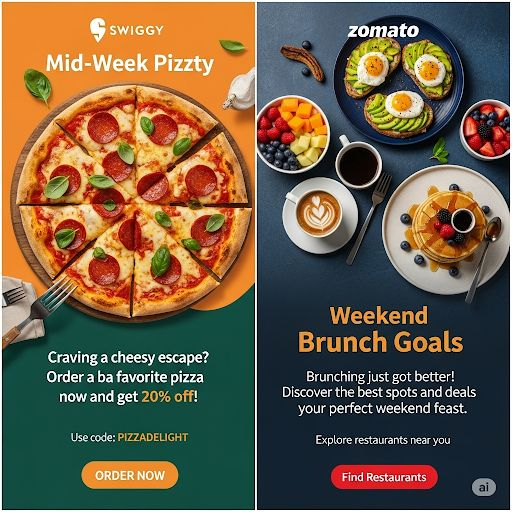 SWIGGY
Mid-Week Pizzty
Craving a cheesy escape?
Order a ba favorite pizza
now and get 20% off!
Use code: PIZZADELIGHT
ORDER NOW
zomato
Weekend
Brunch Goals
Brunching just got better!
Discover the best spots and deals
your perfect weekend feast.
Explore restaurants near you
Find Restaurants
ai